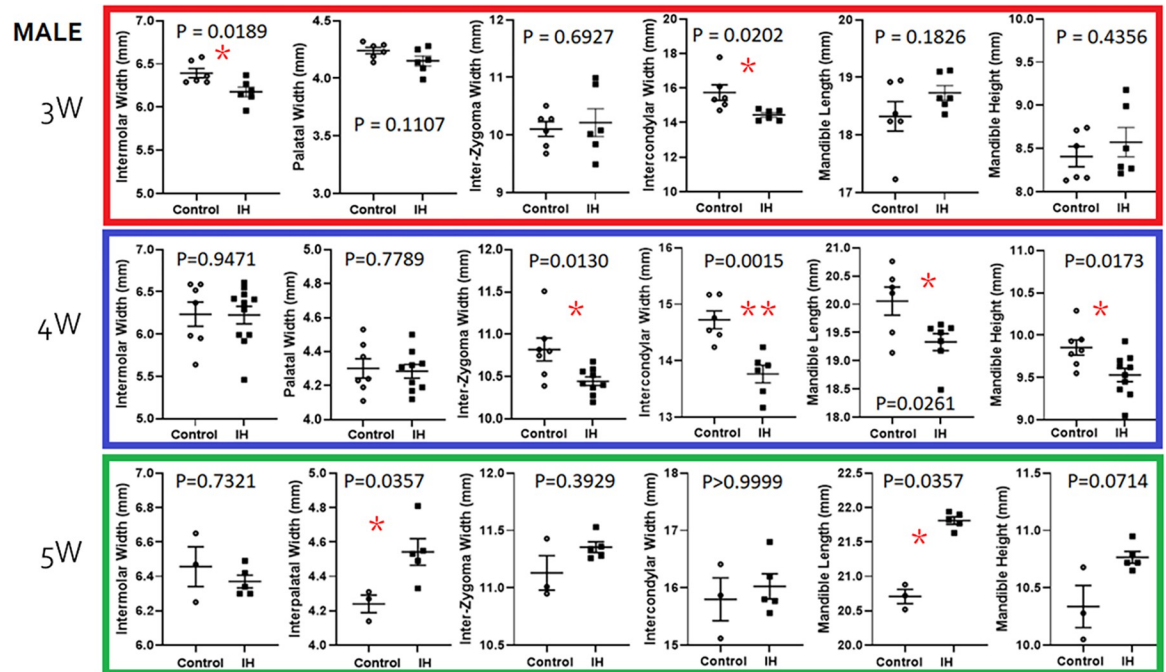 MALE
3W
Intermolar Width (mm)
7.0
6.5
6.0
5.5
5.0
P = 0.0189
*
Control IH
Palatal Width (mm)
4.5
4.0
3.5
3.0
P = 0.1107
Control IH
Inter-Zygoma Width (mm)
12
11
10
9
P = 0.6927
Control IH
Intercondylar Width (mm)
20
18
16
14
12
10
P = 0.0202
*
Control IH
Mandible Length (mm)
20
19
18
17
P = 0.1826
Control IH
Mandible Height (mm)
10.0
9.5
9.0
8.5
8.0
P = 0.4356
Control IH
4W
Intermolar Width (mm)
7.0
6.5
6.0
5.5
5.0
P=0.9471
Control IH
Palatal Width (mm)
5.0
4.8
4.6
4.4
4.2
4.0
P=0.7789
Control IH
Inter-Zygoma Width (mm)
12.0
11.5
11.0
10.5
10.0
P=0.0130
*
Control IH
Intercondylar Width (mm)
16
15
14
13
P=0.0015
**
Control IH
Mandible Length (mm)
21.0
20.5
20.0
19.5
19.0
18.5
18.0
*
P=0.0261
Control IH
Mandible Height (mm)
11.0
10.5
10.0
9.5
9.0
P=0.0173
*
Control IH
5W
Intermolar Width (mm)
7.0
6.8
6.6
6.4
6.2
6.0
P=0.7321
Control IH
Interpalatal Width (mm)
5.0
4.8
4.6
4.4
4.2
4.0
P=0.0357
*
Control IH
Inter-Zygoma Width (mm)
12.0
11.5
11.0
10.5
P=0.3929
Control IH
Intercondylar Width (mm)
18
17
16
15
P>0.9999
Control IH
Mandible Length (mm)
22.5
22.0
21.5
21.0
20.5
20.0
P=0.0357
*
Control IH
Mandible Height (mm)
11.5
11.0
10.5
10.0
P=0.0714
Control IH